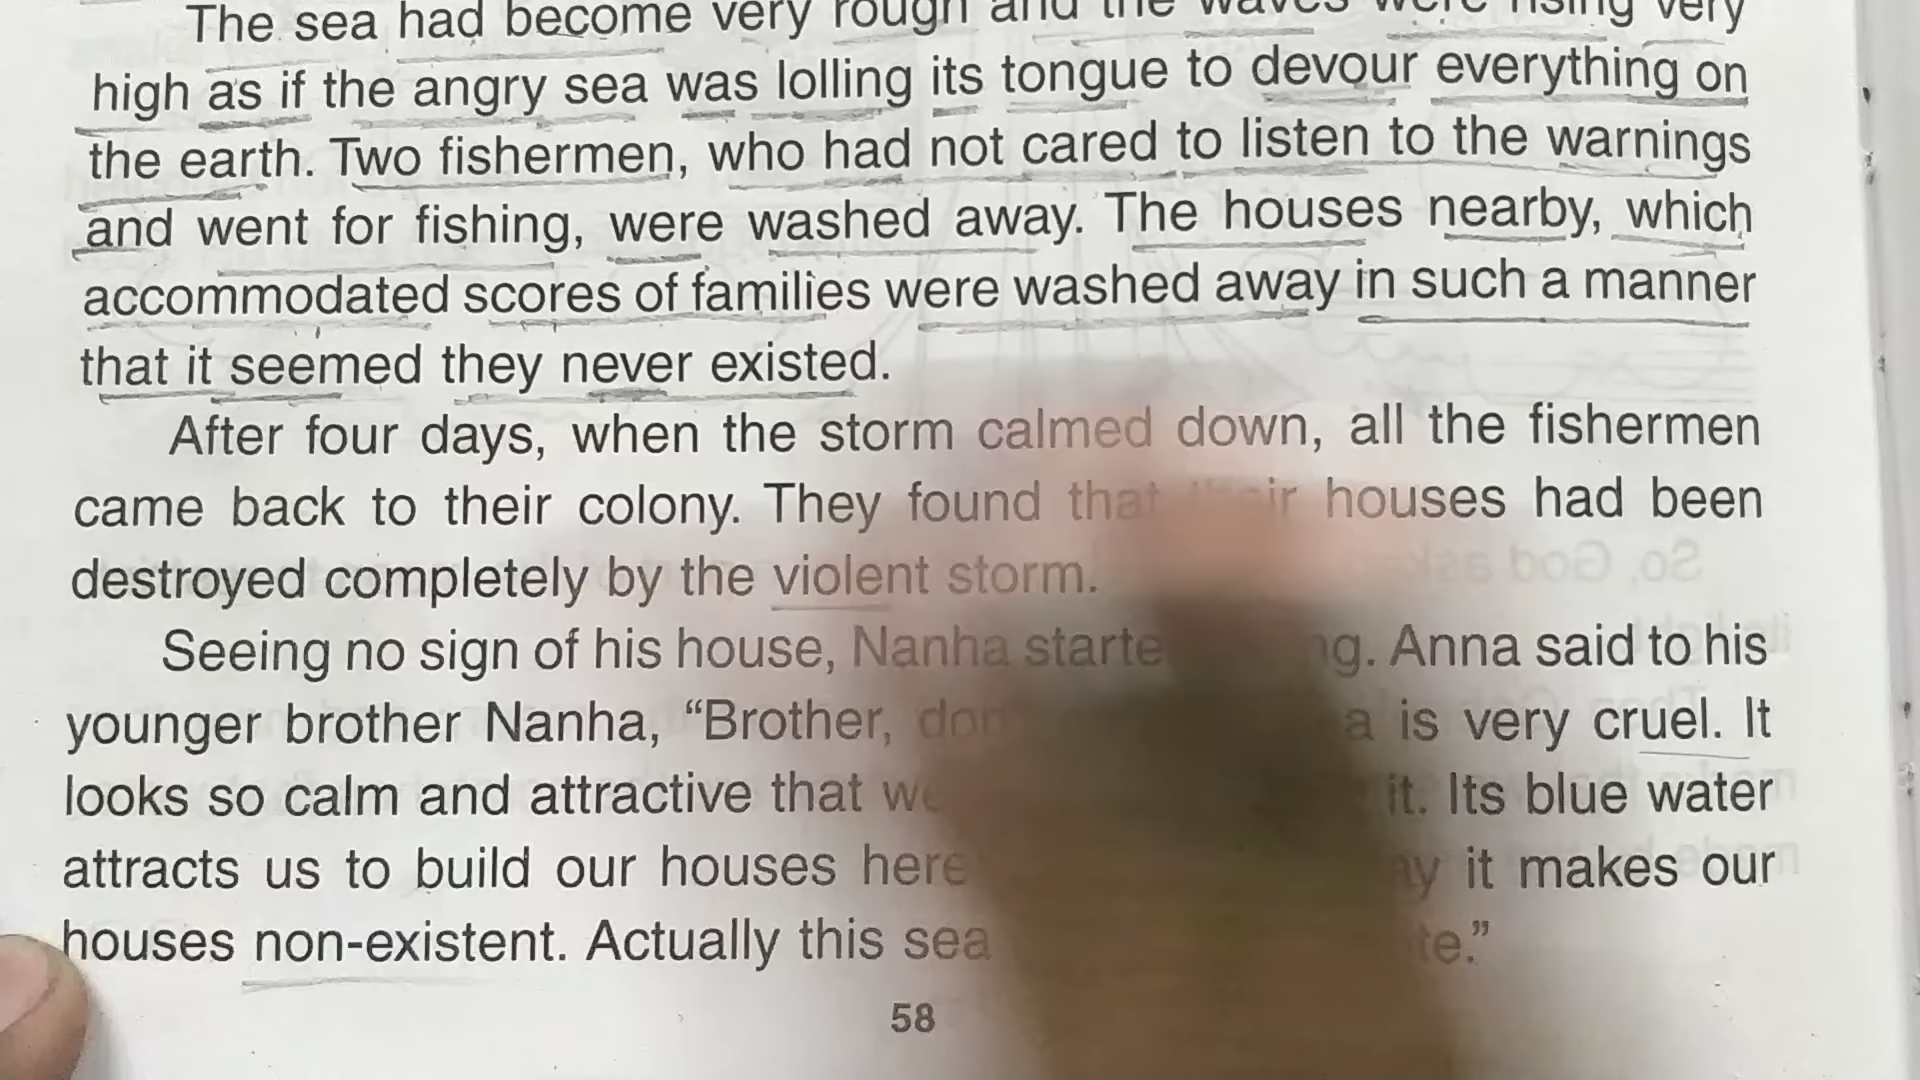 The sea had become very rough and the waves were rising very
high as if the angry sea was lolling its tongue to devour everything on
the earth. Two fishermen, who had not cared to listen to the warnings
and went for fishing, were washed away. The houses nearby, which
accommodated scores of families were washed away in such a manner
that it seemed they never existed.
After four days, when the storm calmed down, all the fishermen
came back to their colony. They found that their houses had been
destroyed completely by the violent storm.
Seeing no sign of his house, Nanha Anna said to his
younger brother Nanha, “Brother, is very cruel. It
looks so calm and attractive that it. Its blue water
attracts us to build our houses here it makes our
houses non-existent. Actually this sea
58